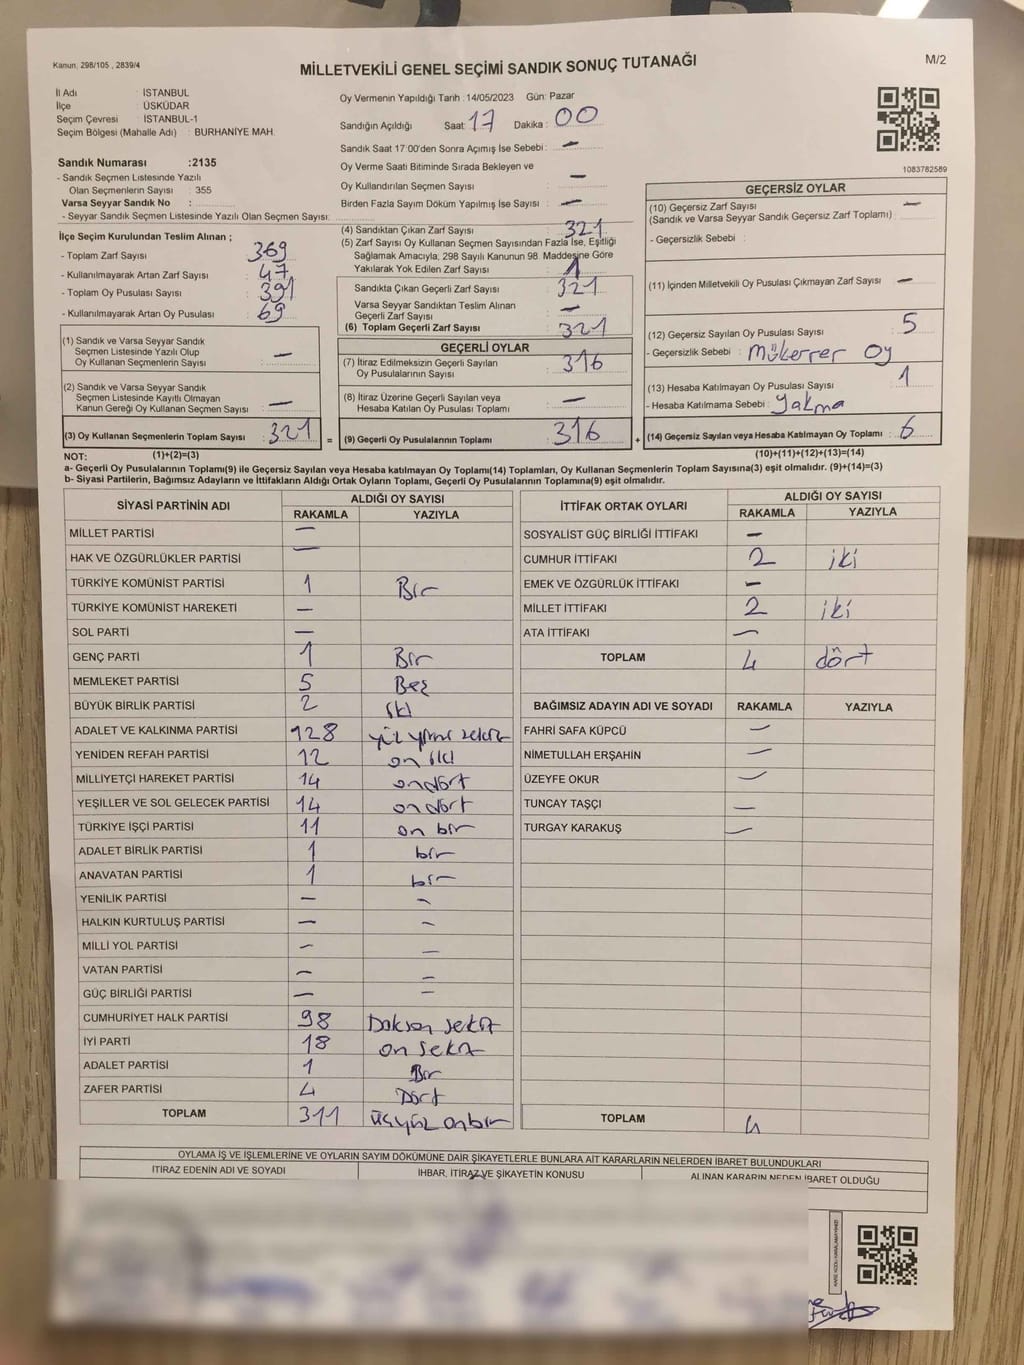 Kanun, 298/105 , 2839/4
MİLLETVEKİLİ GENEL SEÇİMİ SANDIK SONUÇ TUTANAĞI
M/2
İl Adı : İSTANBUL
İlçe : ÜSKÜDAR
Seçim Çevresi : İSTANBUL-1
Seçim Bölgesi (Mahalle Adı) : BURHANİYE MAH.
Sandık Numarası :2135
- Sandık Seçmen Listesinde Yazılı
Olan Seçmenlerin Sayısı : 355
Varsa Seyyar Sandık No :
- Seyyar Sandık Seçmen Listesinde Yazılı Olan Seçmen Sayısı:
Oy Vermenin Yapıldığı Tarih : 14/05/2023 Gün: Pazar
Sandığın Açıldığı Saat: 17 Dakika : 00
Sandık Saat 17:00'den Sonra Açımış İse Sebebi : —
Oy Verme Saati Bitiminde Sırada Bekleyen ve
Oy Kullandırılan Seçmen Sayısı : —
Birden Fazla Sayım Döküm Yapılmış İse Sayısı : —
1083782589
İlçe Seçim Kurulundan Teslim Alınan ;
- Toplam Zarf Sayısı : 369
- Kullanılmayarak Artan Zarf Sayısı : 47
- Toplam Oy Pusulası Sayısı : 391
- Kullanılmayarak Artan Oy Pusulası : 69
(1) Sandık ve Varsa Seyyar Sandık
Seçmen Listesinde Yazılı Olup
Oy Kullanan Seçmenlerin Sayısı : —
(2) Sandık ve Varsa Seyyar Sandık
Seçmen Listesinde Kayıtlı Olmayan
Kanun Gereği Oy Kullanan Seçmen Sayısı : —
(3) Oy Kullanan Seçmenlerin Toplam Sayısı : 321 =
(4) Sandıktan Çıkan Zarf Sayısı : 321
(5) Zarf Sayısı Oy Kullanan Seçmen Sayısından Fazla İse, Eşitliği
Sağlamak Amacıyla, 298 Sayılı Kanunun 98. Maddesine Göre
Yakılarak Yok Edilen Zarf Sayısı : 1
Sandıkta Çıkan Geçerli Zarf Sayısı : 321
Varsa Seyyar Sandıktan Teslim Alınan
Geçerli Zarf Sayısı : —
(6) Toplam Geçerli Zarf Sayısı : 321
GEÇERLİ OYLAR
(7) İtiraz Edilmeksizin Geçerli Sayılan
Oy Pusulalarının Sayısı : 316
(8) İtiraz Üzerine Geçerli Sayılan veya
Hesaba Katılan Oy Pusulası Toplamı : —
(9) Geçerli Oy Pusulalarının Toplamı : 316 +
GEÇERSİZ OYLAR
(10) Geçersiz Zarf Sayısı : —
(Sandık ve Varsa Seyyar Sandık Geçersiz Zarf Toplamı)
- Geçersizlik Sebebi :
(11) İçinden Milletvekili Oy Pusulası Çıkmayan Zarf Sayısı : —
(12) Geçersiz Sayılan Oy Pusulası Sayısı : 5
- Geçersizlik Sebebi : Mükerrer Oy
(13) Hesaba Katılmayan Oy Pusulası Sayısı : 1
- Hesaba Katılmama Sebebi : Yakma
(14) Geçersiz Sayılan veya Hesaba Katılmayan Oy Toplamı : 6
NOT: (1)+(2)=(3) (10)+(11)+(12)+(13)=(14)
a- Geçerli Oy Pusulalarının Toplamı(9) ile Geçersiz Sayılan veya Hesaba katılmayan Oy Toplamı(14) Toplamları, Oy Kullanan Seçmenlerin Toplam Sayısına(3) eşit olmalıdır. (9)+(14)=(3)
b- Siyasi Partilerin, Bağımsız Adayların ve İttifakların Aldığı Ortak Oyların Toplamı, Geçerli Oy Pusulalarının Toplamına(9) eşit olmalıdır.
SİYASİ PARTİNİN ADI ALDIĞI OY SAYISI
RAKAMLA YAZIYLA
MİLLET PARTİSİ —
HAK VE ÖZGÜRLÜKLER PARTİSİ —
TÜRKİYE KOMÜNİST PARTİSİ 1 Bir
TÜRKİYE KOMÜNİST HAREKETİ —
SOL PARTİ —
GENÇ PARTİ 1 Bir
MEMLEKET PARTİSİ 5 Beş
BÜYÜK BİRLİK PARTİSİ 2 İki
ADALET VE KALKINMA PARTİSİ 128 yüz yirmi sekiz
YENİDEN REFAH PARTİSİ 12 on iki
MİLLİYETÇİ HAREKET PARTİSİ 14 ondört
YEŞİLLER VE SOL GELECEK PARTİSİ 14 ondört
TÜRKİYE İŞÇİ PARTİSİ 11 on bir
ADALET BİRLİK PARTİSİ 1 bir
ANAVATAN PARTİSİ 1 bir
YENİLİK PARTİSİ — —
HALKIN KURTULUŞ PARTİSİ — —
MİLLİ YOL PARTİSİ — —
VATAN PARTİSİ — —
GÜÇ BİRLİĞİ PARTİSİ — —
CUMHURİYET HALK PARTİSİ 98 Doksan sekiz
İYİ PARTİ 18 on sekiz
ADALET PARTİSİ 1 Bir
ZAFER PARTİSİ 4 Dört
TOPLAM 311 üçyüz onbir
İTTİFAK ORTAK OYLARI ALDIĞI OY SAYISI
RAKAMLA YAZIYLA
SOSYALİST GÜÇ BİRLİĞİ İTTİFAKI —
CUMHUR İTTİFAKI 2 iki
EMEK VE ÖZGÜRLÜK İTTİFAKI —
MİLLET İTTİFAKI 2 iki
ATA İTTİFAKI —
TOPLAM 4 dört
BAĞIMSIZ ADAYIN ADI VE SOYADI RAKAMLA YAZIYLA
FAHRİ SAFA KÜPCÜ —
NİMETULLAH ERŞAHİN —
ÜZEYFE OKUR —
TUNCAY TAŞÇI —
TURGAY KARAKUŞ —
TOPLAM 4
OYLAMA İŞ VE İŞLEMLERİNE VE OYLARIN SAYIM DÖKÜMÜNE DAİR ŞİKAYETLERLE BUNLARA AİT KARARLARIN NELERDEN İBARET BULUNDUKLARI
İTİRAZ EDENİN ADI VE SOYADI İHBAR, İTİRAZ VE ŞİKAYETİN KONUSU ALINAN KARARIN NEDEN İBARET OLDUĞU